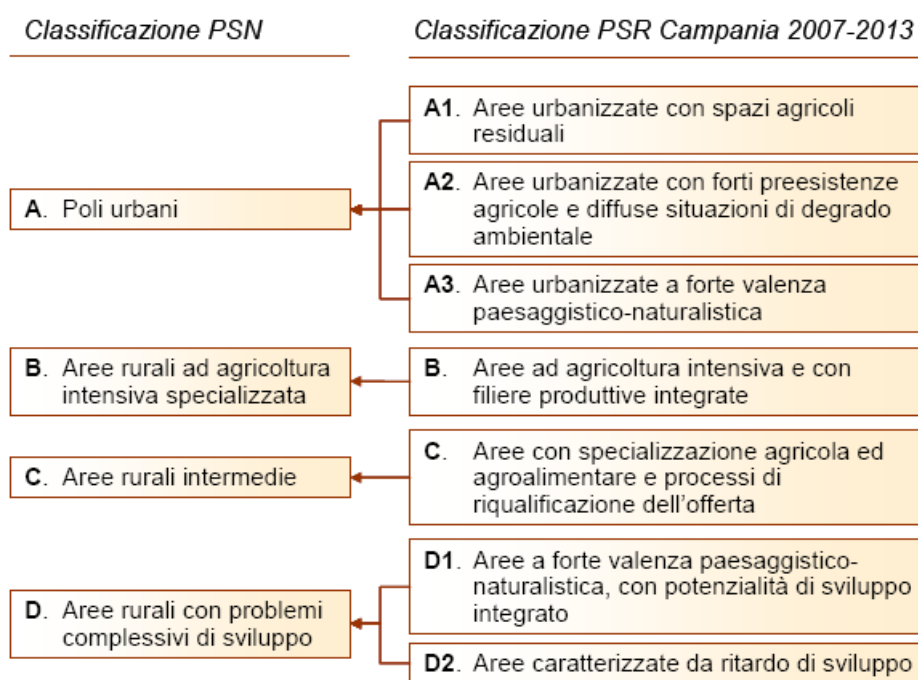 Classificazione PSN
Classificazione PSR Campania 2007-2013
A. Poli urbani
B. Aree rurali ad agricoltura
intensiva specializzata
C. Aree rurali intermedie
D. Aree rurali con problemi
complessivi di sviluppo
A1. Aree urbanizzate con spazi agricoli
residuali
A2. Aree urbanizzate con forti preesistenze
agricole e diffuse situazioni di degrado
ambientale
A3. Aree urbanizzate a forte valenza
paesaggistico-naturalistica
B. Aree ad agricoltura intensiva e con
filiere produttive integrate
C. Aree con specializzazione agricola ed
agroalimentare e processi di
riqualificazione dell'offerta
D1. Aree a forte valenza paesaggistico-
naturalistica, con potenzialità di sviluppo
integrato
D2. Aree caratterizzate da ritardo di sviluppo